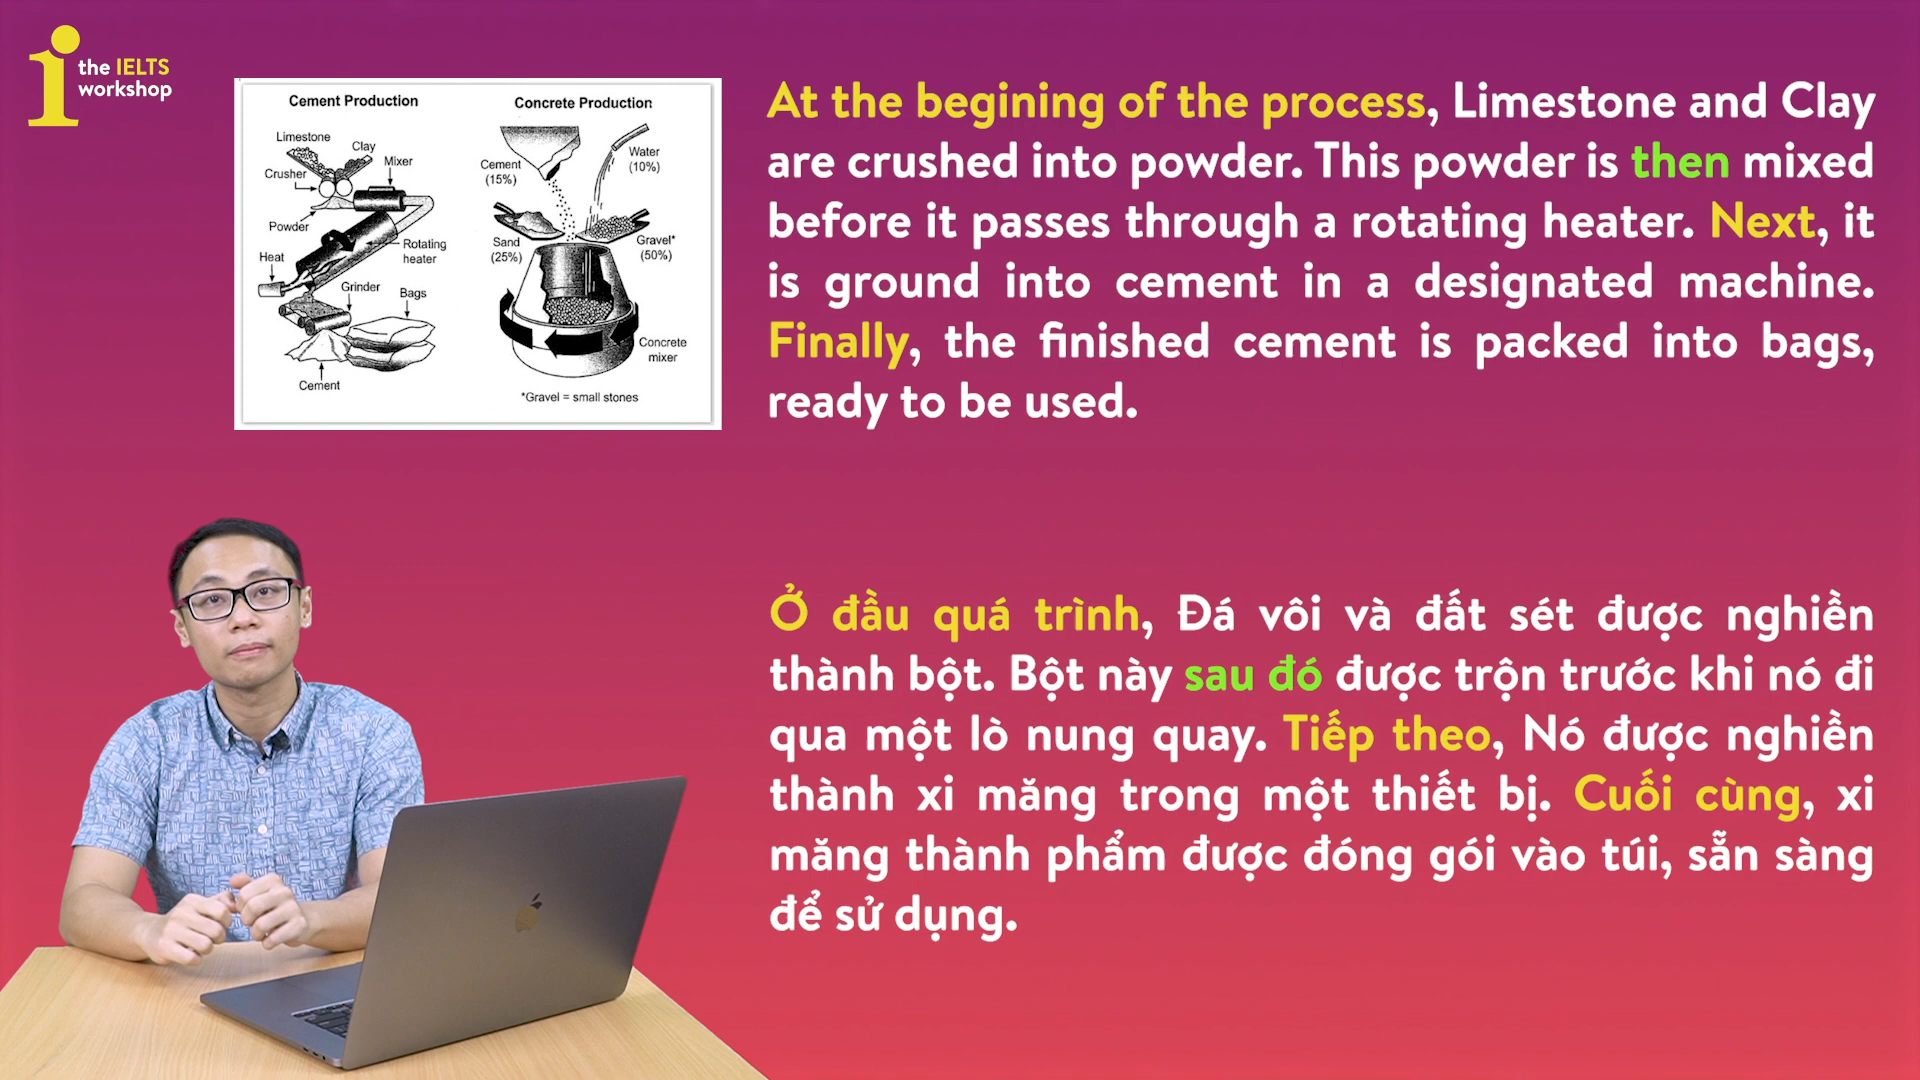 the IELTS
workshop
Cement Production
Limestone
Clay
Mixer
Crusher
Powder
Rotating
heater
Heat
Grinder
Bags
Cement
Concrete Production
Cement
(15%)
Water
(10%)
Sand
(25%)
Gravel*
(50%)
Concrete
mixer
*Gravel = small stones
At the begining of the process, Limestone and Clay
are crushed into powder. This powder is then mixed
before it passes through a rotating heater. Next, it
is ground into cement in a designated machine.
Finally, the finished cement is packed into bags,
ready to be used.
Ở đầu quá trình, Đá vôi và đất sét được nghiền
thành bột. Bột này sau đó được trộn trước khi nó đi
qua một lò nung quay. Tiếp theo, Nó được nghiền
thành xi măng trong một thiết bị. Cuối cùng, xi
măng thành phẩm được đóng gói vào túi, sẵn sàng
để sử dụng.